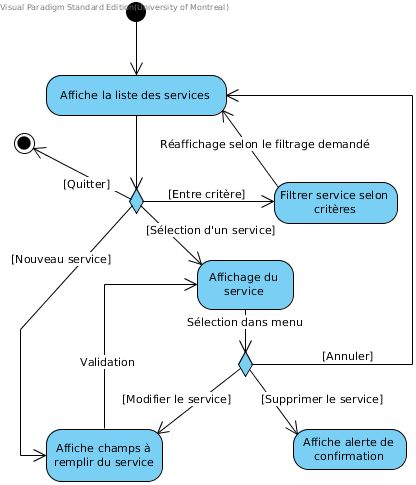 Visual Paradigm Standard Edition(University of Montreal)
Affiche la liste des services
Réaffichage selon le filtrage demandé
[Quitter]
[Entre critère]
Filtrer service selon
critères
[Sélection d'un service]
[Nouveau service]
Affichage du
service
Sélection dans menu
[Annuler]
Validation
[Modifier le service]
[Supprimer le service]
Affiche champs à
remplir du service
Affiche alerte de
confirmation